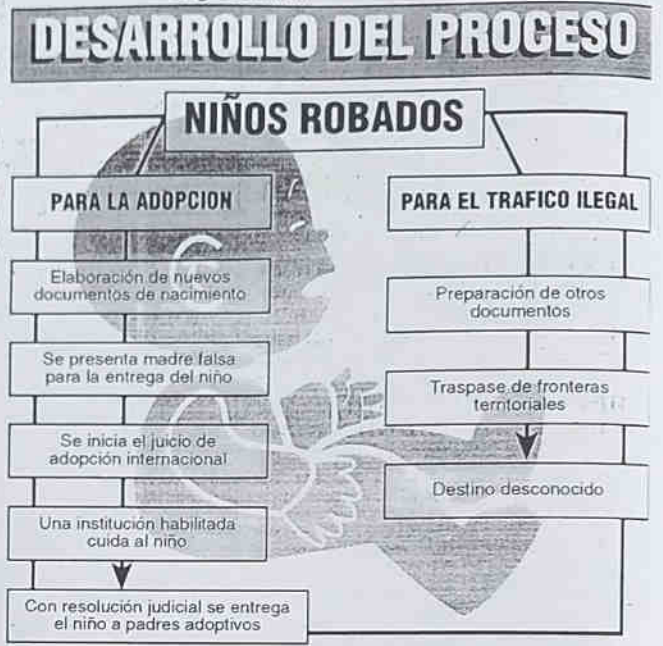 DESARROLLO DEL PROCESO
NIÑOS ROBADOS
PARA LA ADOPCION
Elaboración de nuevos
documentos de nacimiento
Se presenta madre falsa
para la entrega del niño
Se inicia el juicio de
adopción internacional
Una institución habilitada
cuida al niño
Con resolución judicial se entrega
el niño a padres adoptivos
PARA EL TRAFICO ILEGAL
Preparación de otros
documentos
Traspase de fronteras
territoriales
Destino desconocido